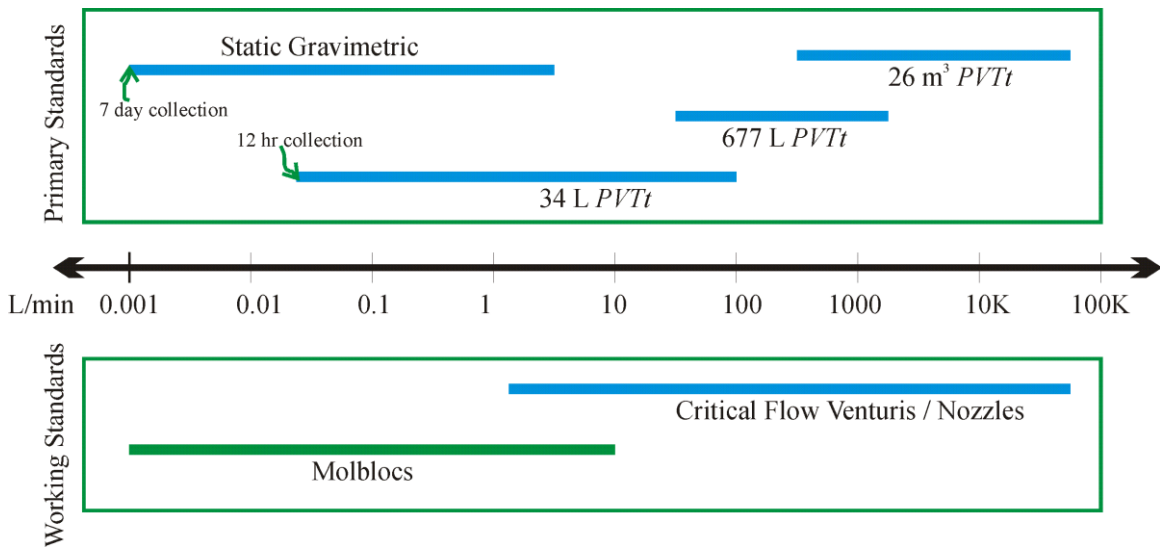 Primary Standards
Static Gravimetric
26 m³ PVTt
7 day collection
677 L PVTt
12 hr collection
34 L PVTt
L/min 0.001 0.01 0.1 1 10 100 1000 10K 100K
Working Standards
Critical Flow Venturis / Nozzles
Molblocs